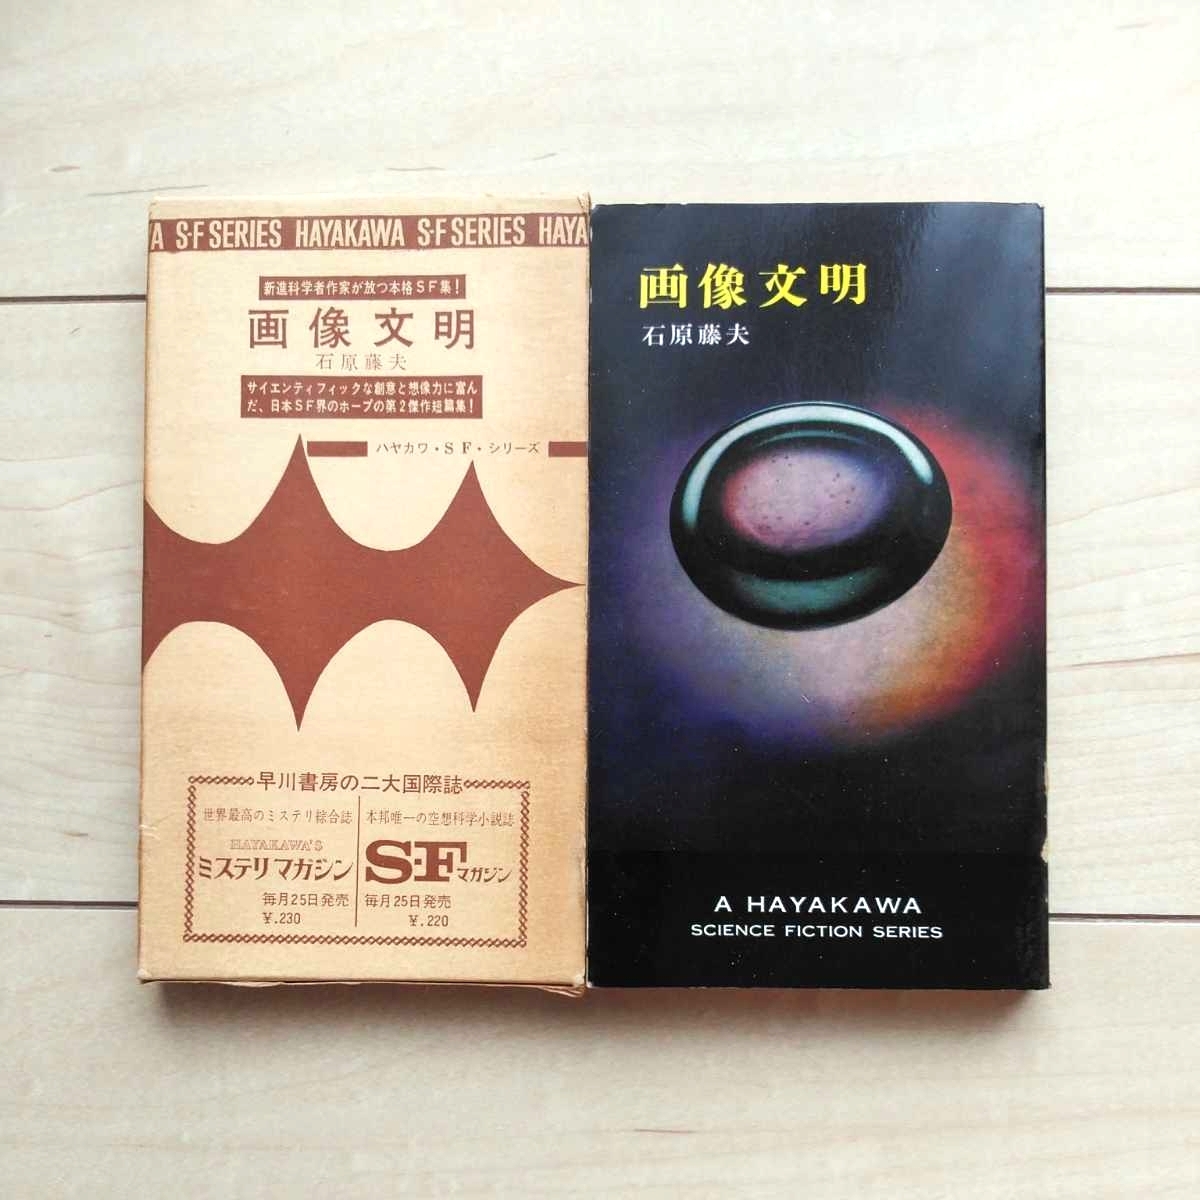 A S·F SERIES HAYAKAWA S·F SERIES HAYA
新進科学者作家が放つ本格SF集!
画像文明
石原藤夫
サイエンティフィックな創意と想像力に富ん
だ、日本SF界のホープの第2傑作短篇集!
ハヤカワ・SF・シリーズ
早川書房の二大国際誌
世界最高のミステリ綜合誌
HAYAKAWA'S
ミステリマガジン
毎月25日発売
¥.230
本邦唯一の空想科学小説誌
S-Fマガジン
毎月25日発売
¥.220
画像文明
石原藤夫
A HAYAKAWA
SCIENCE FICTION SERIES